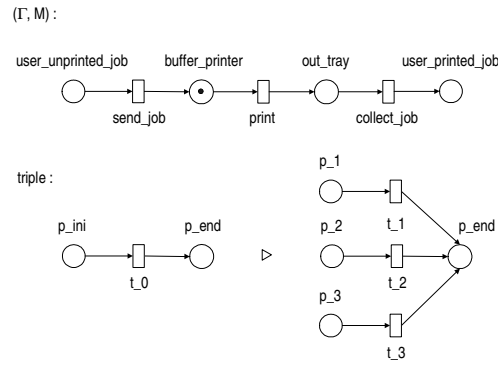 (Γ, M) :
user_unprinted_job buffer_printer out_tray user_printed_job
send_job print collect_job
triple :
p_1
t_1
p_ini p_end p_2 p_end
t_0 t_2
p_3
t_3